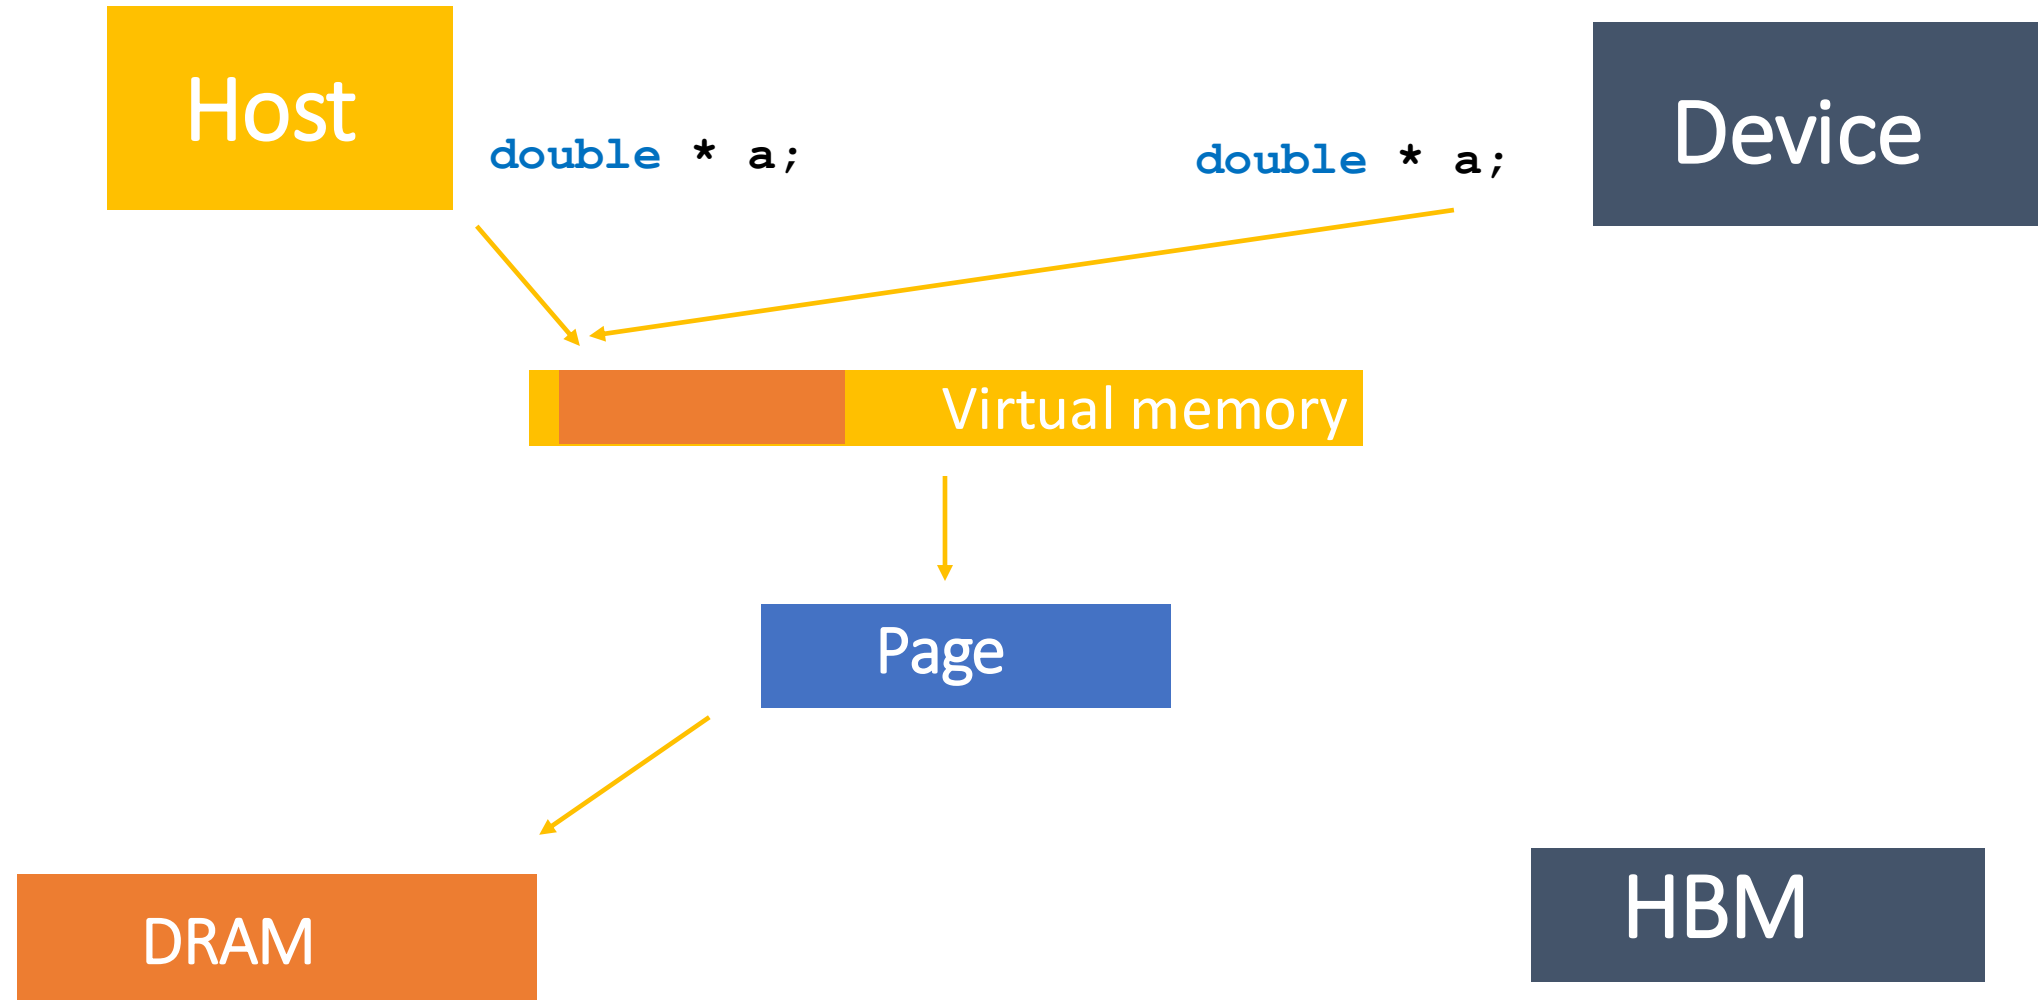 Host
Device
double * a;
double * a;
Virtual memory
Page
DRAM
HBM